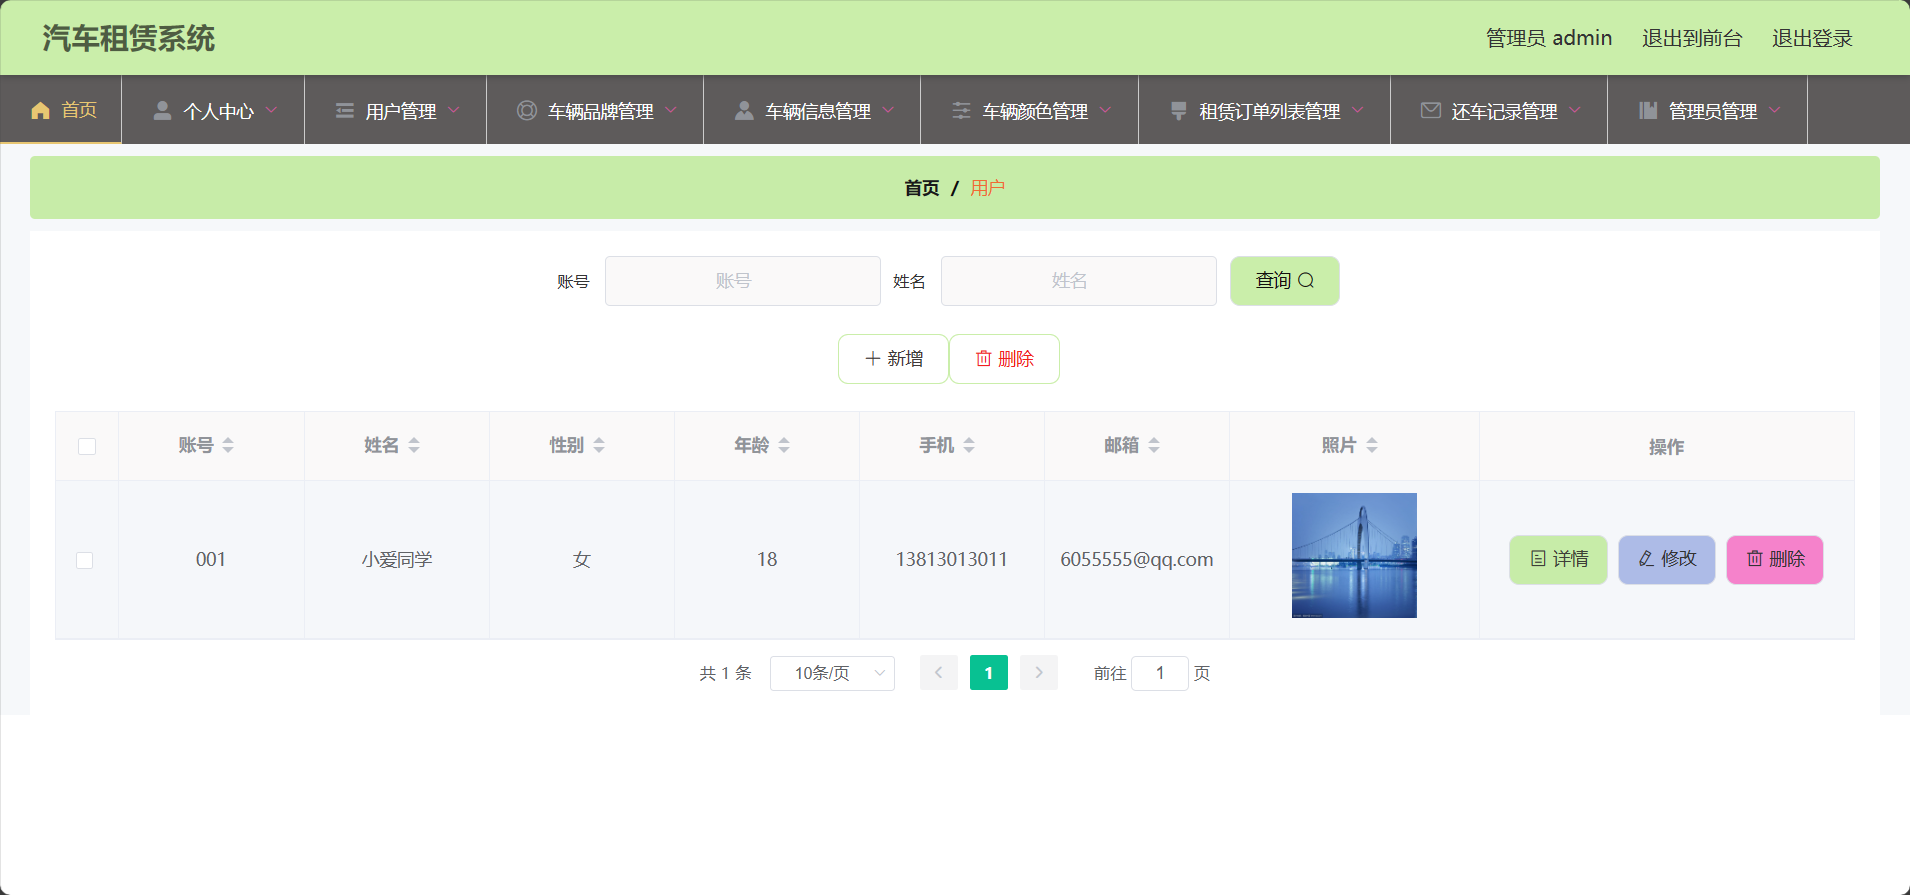 汽车租赁系统 管理员 admin 退出到前台 退出登录
首页 个人中心 用户管理 车辆品牌管理 车辆信息管理 车辆颜色管理 租赁订单列表管理 还车记录管理 管理员管理
首页 / 用户
账号 账号 姓名 姓名 查询
新增 删除
账号 姓名 性别 年龄 手机 邮箱 照片 操作
001 小爱同学 女 18 13813013011 6055555@qq.com 详情 修改 删除
共 1 条 10条/页 1 前往 1 页